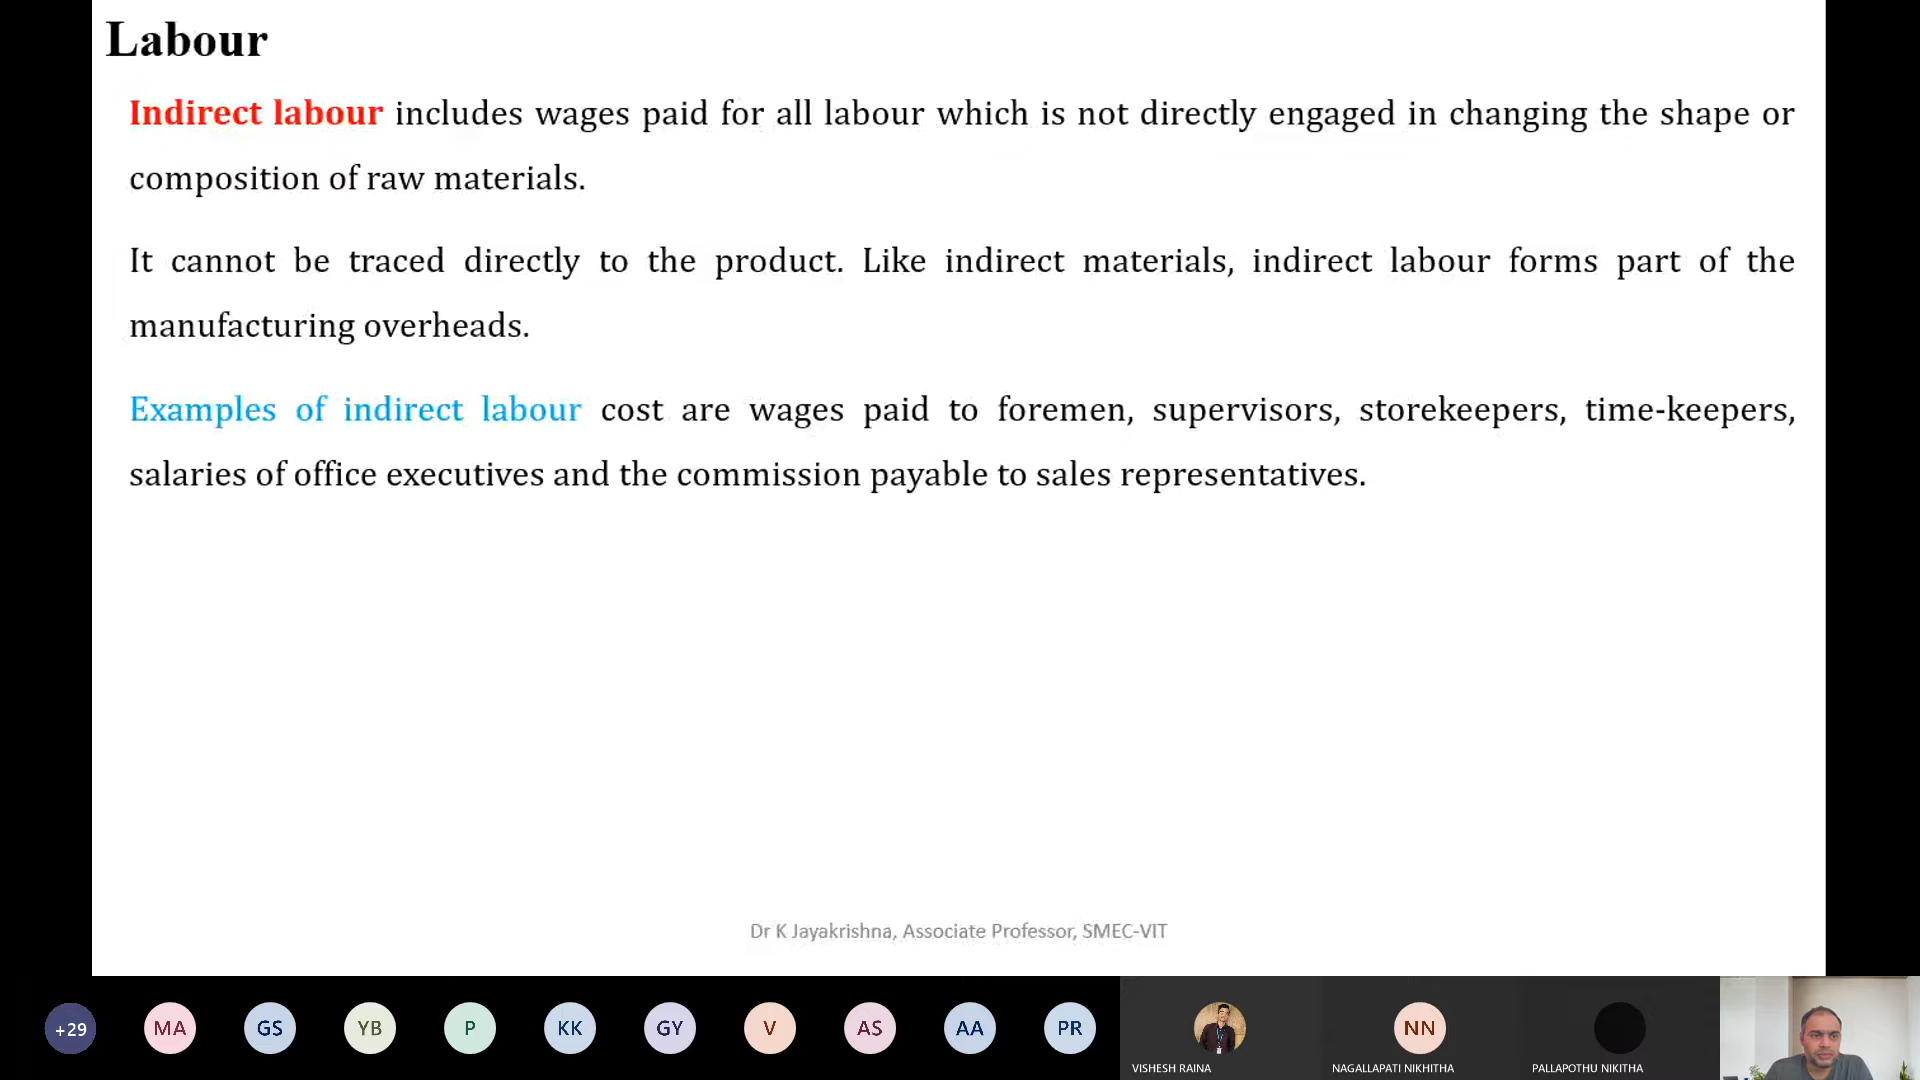 Labour
Indirect labour includes wages paid for all labour which is not directly engaged in changing the shape or
composition of raw materials.
It cannot be traced directly to the product. Like indirect materials, indirect labour forms part of the
manufacturing overheads.
Examples of indirect labour cost are wages paid to foremen, supervisors, storekeepers, time-keepers,
salaries of office executives and the commission payable to sales representatives.
Dr K Jayakrishna, Associate Professor, SMEC-VIT
+29 MA GS YB P KK GY V AS AA PR NN
VISHESH RAINA NAGALLAPATI NIKHITHA PALLAPOTHU NIKITHA